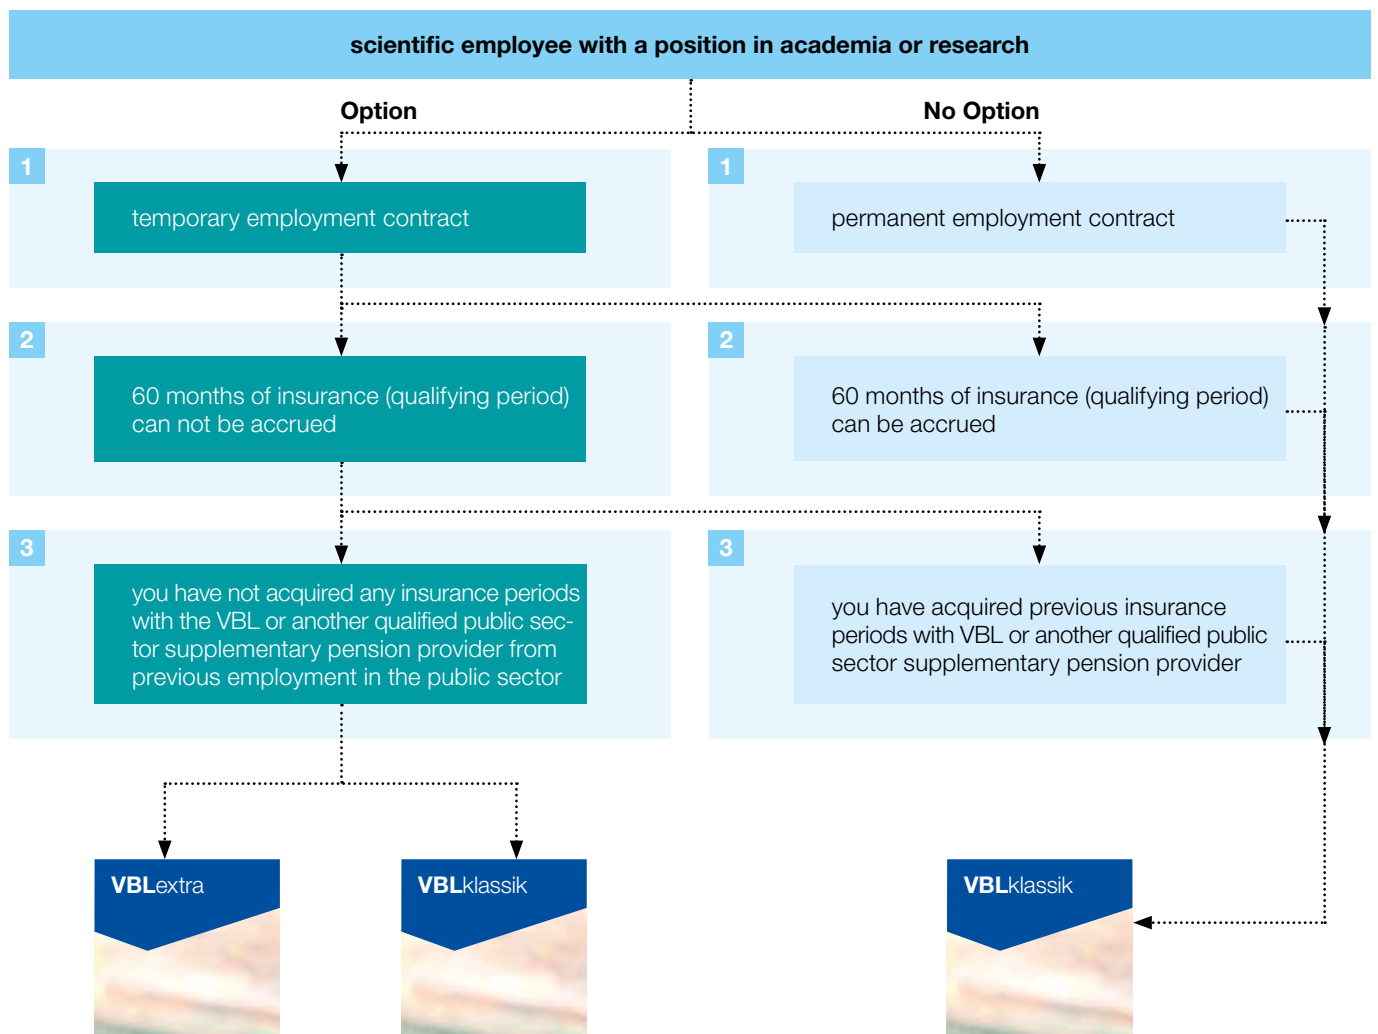 scientific employee with a position in academia or research
Option
No Option
1
temporary employment contract
1
permanent employment contract
2
60 months of insurance (qualifying period)
can not be accrued
2
60 months of insurance (qualifying period)
can be accrued
3
you have not acquired any insurance periods
with the VBL or another qualified public sec-
tor supplementary pension provider from
previous employment in the public sector
3
you have acquired previous insurance
periods with VBL or another qualified public
sector supplementary pension provider
VBLextra
VBLklassik
VBLklassik